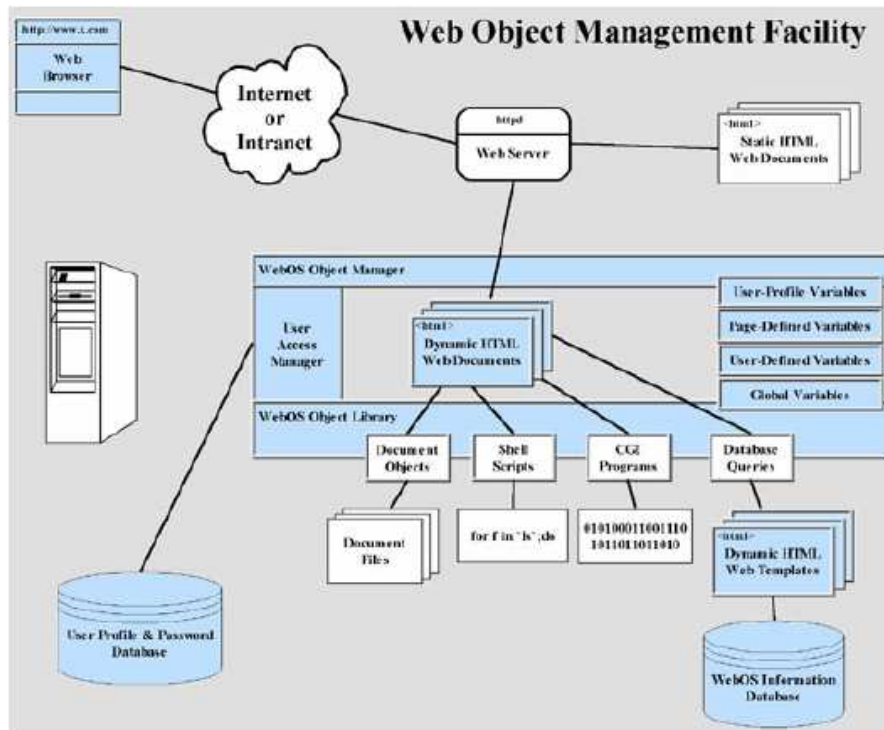 Web Object Management Facility
http://www.x.com
Web
Browser
Internet
or
Intranet
httpd
Web Server
<html>
Static HTML
Web Documents
WebOS Object Manager
User
Access
Manager
<html>
Dynamic HTML
Web Documents
User-Profile Variables
Page-Defined Variables
User-Defined Variables
Global Variables
WebOS Object Library
Document
Objects
Shell
Scripts
CGI
Programs
Database
Queries
Document
Files
for f in `ls`;do
010100011001110
1011011011010
<html>
Dynamic HTML
Web Templates
User Profile & Password
Database
WebOS Information
Database